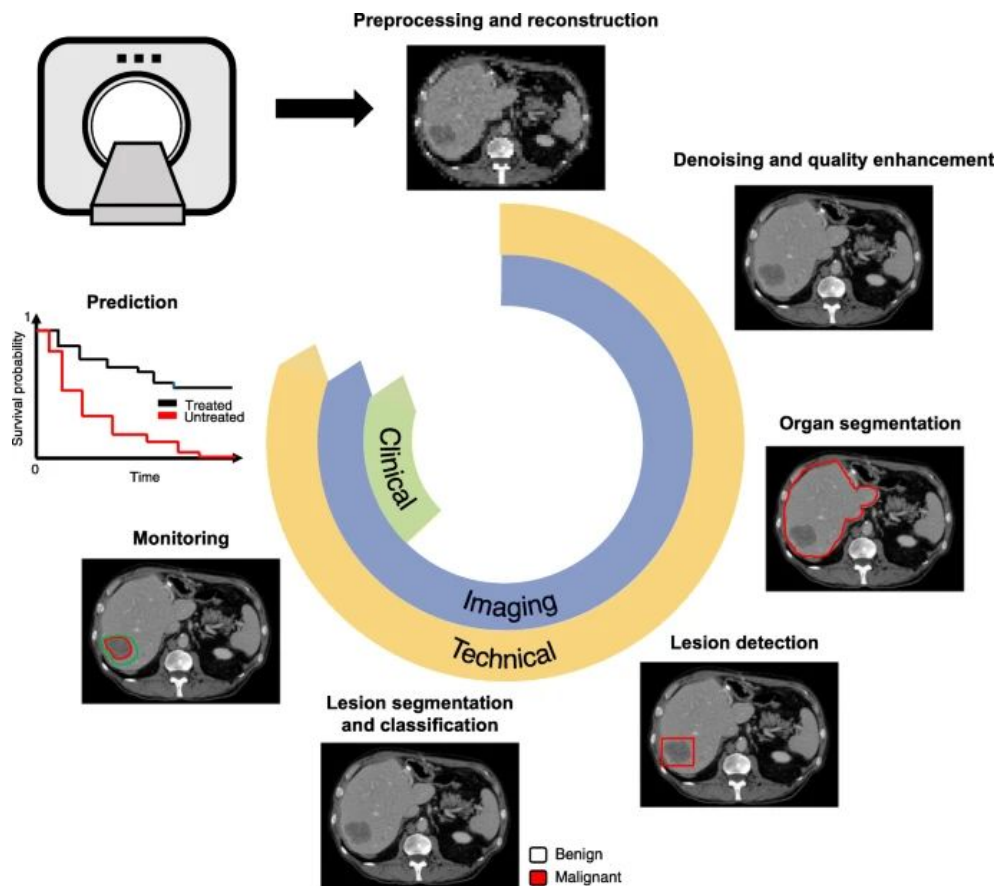 Preprocessing and reconstruction
Denoising and quality enhancement
Prediction
1
Survival probability
Treated
Untreated
0
Time
Organ segmentation
Clinical
Monitoring
Imaging
Technical
Lesion detection
Lesion segmentation
and classification
Benign
Malignant